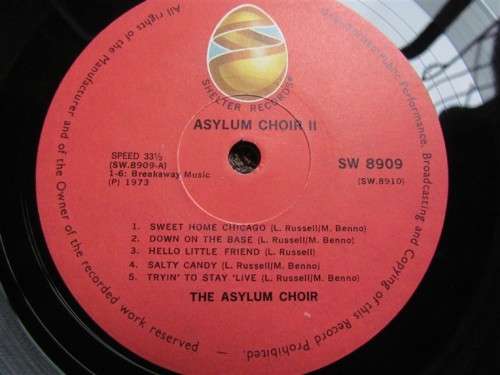 All rights of the Manufacturer and of the Owner of the recorded work reserved –
Public Performance, Broadcasting and Copying of this Record Prohibited.
SHELTER RECORDS
ASYLUM CHOIR II
SPEED 33⅓
(SW.8909-A)
1-6: Breakaway Music
(P) 1973
SW 8909
(SW.8910)
1. SWEET HOME CHICAGO (L. Russell/M. Benno)
2. DOWN ON THE BASE (L. Russell/M. Benno)
3. HELLO LITTLE FRIEND (L. Russell)
4. SALTY CANDY (L. Russell/M. Benno)
5. TRYIN' TO STAY 'LIVE (L. Russell/M. Benno)
THE ASYLUM CHOIR